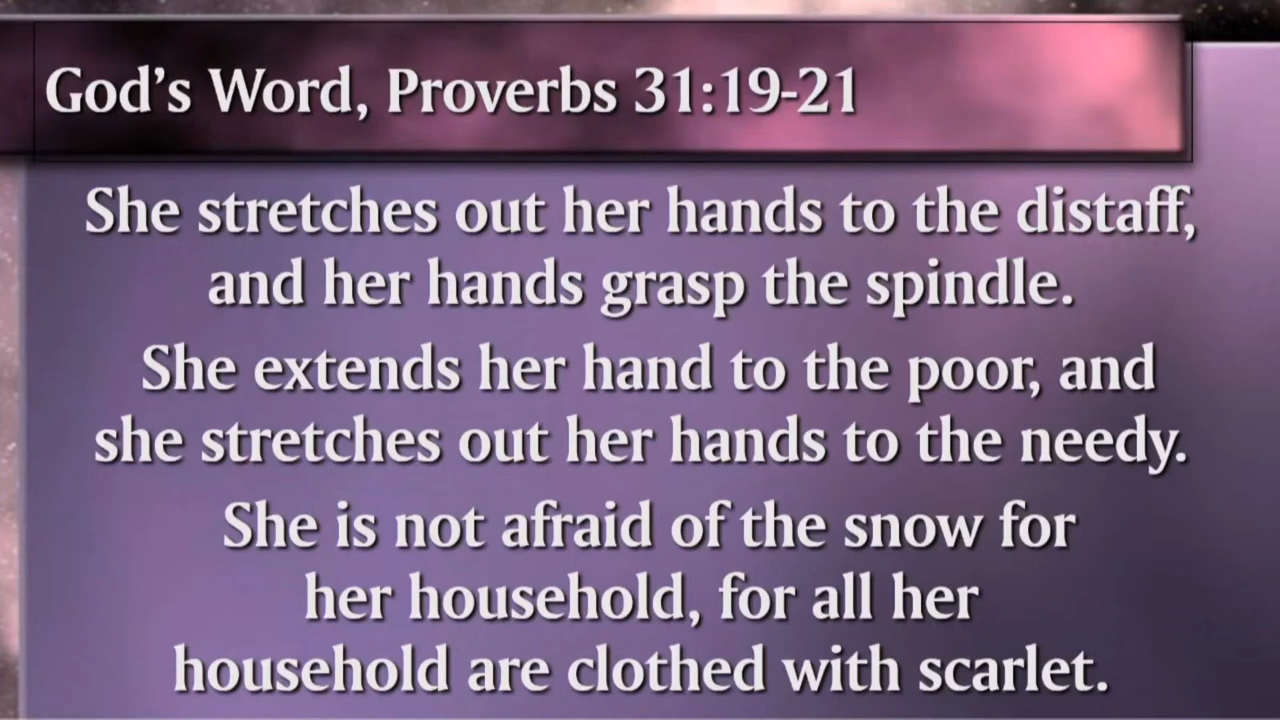 God’s Word, Proverbs 31:19-21
She stretches out her hands to the distaff,
and her hands grasp the spindle.
She extends her hand to the poor, and
she stretches out her hands to the needy.
She is not afraid of the snow for
her household, for all her
household are clothed with scarlet.